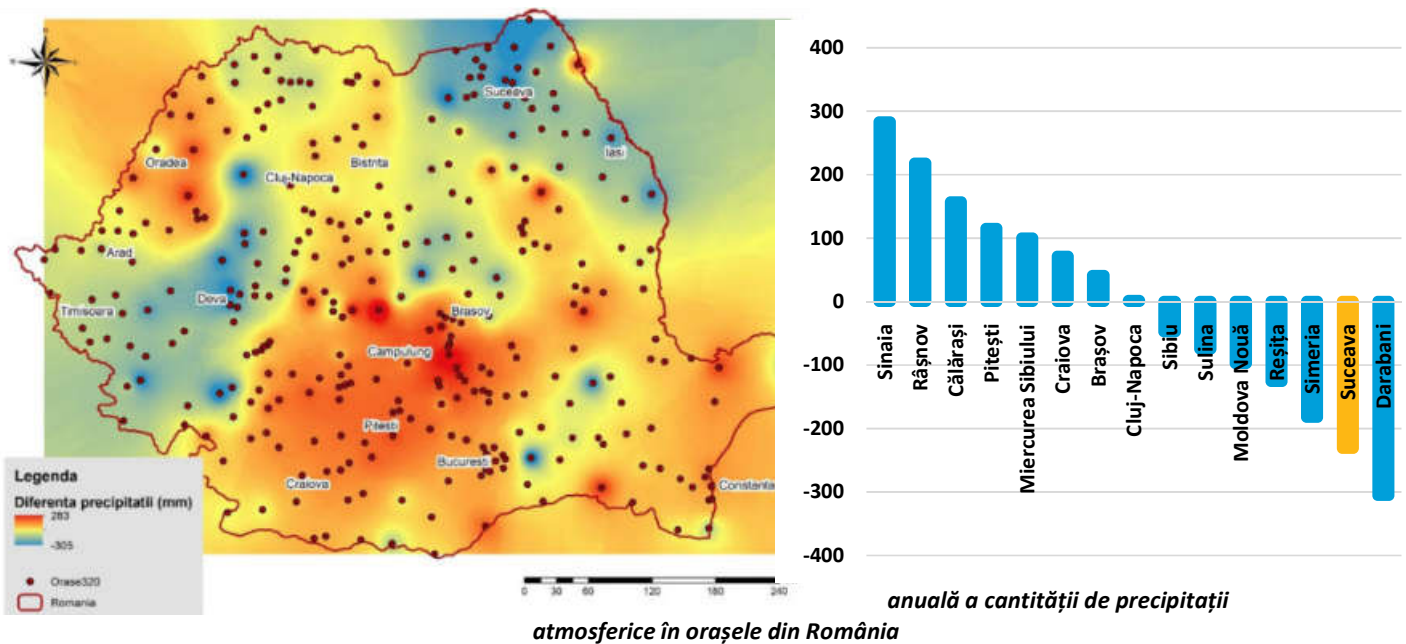 Suceava
Iasi
Oradea
Bistrita
Cluj-Napoca
Arad
Timisoara
Deva
Brasov
Campulung
Pitesti
Bucuresti
Craiova
Constanta
Legenda
Diferenta precipitatii (mm)
283
-305
Orase320
Romania
0 30 60 120 180 240
400
300
200
100
0
-100
-200
-300
-400
Sinaia
Râșnov
Călărași
Pitești
Miercurea Sibiului
Craiova
Brașov
Cluj-Napoca
Sibiu
Sulina
Moldova Nouă
Reșița
Simeria
Suceava
Darabani
anuală a cantității de precipitații
atmosferice în orașele din România